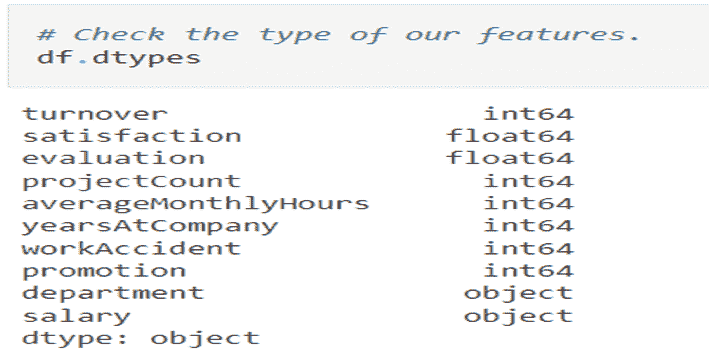 # Check the type of our features.
df.dtypes
turnover int64
satisfaction float64
evaluation float64
projectCount int64
averageMonthlyHours int64
yearsAtCompany int64
workAccident int64
promotion int64
department object
salary object
dtype: object